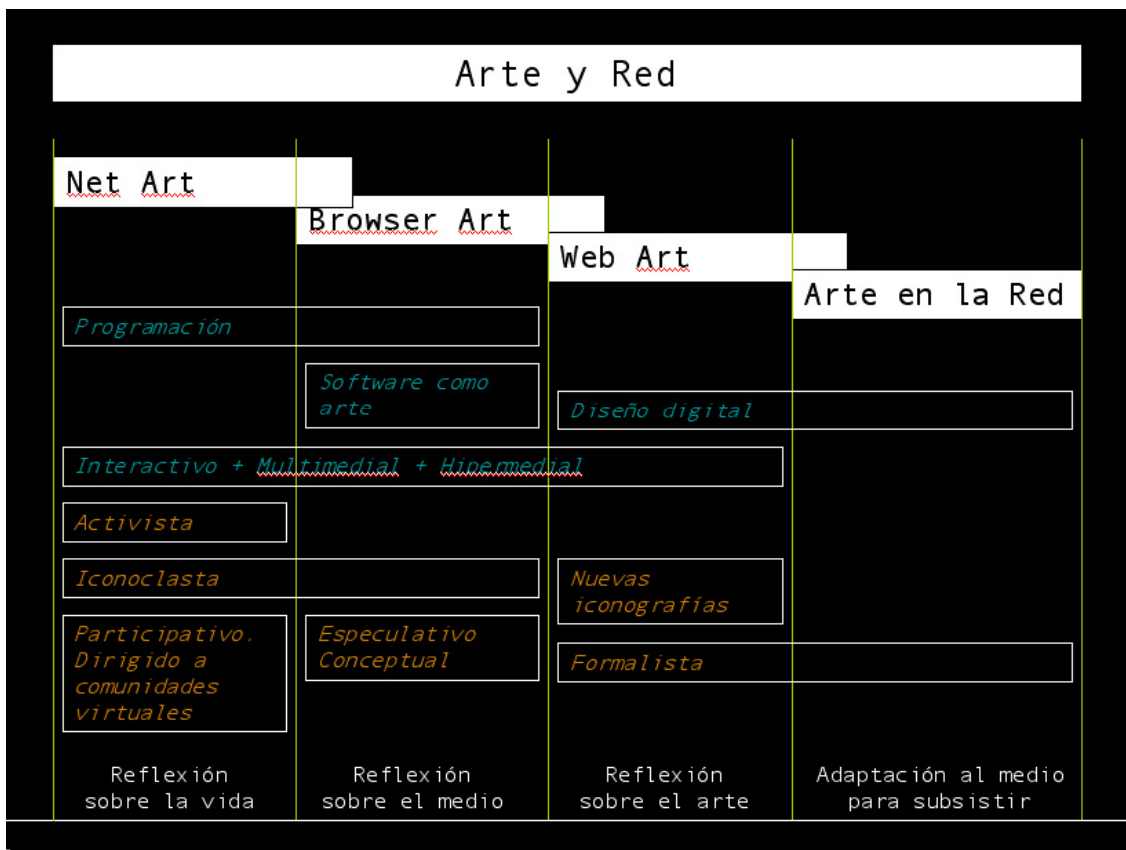 Arte y Red
Net Art
Browser Art
Web Art
Arte en la Red
Programación
Software como
arte
Diseño digital
Interactivo + Multimedial + Hipermedial
Activista
Iconoclasta
Nuevas
iconografías
Participativo.
Dirigido a
comunidades
virtuales
Especulativo
Conceptual
Formalista
Reflexión
sobre la vida
Reflexión
sobre el medio
Reflexión
sobre el arte
Adaptación al medio
para subsistir